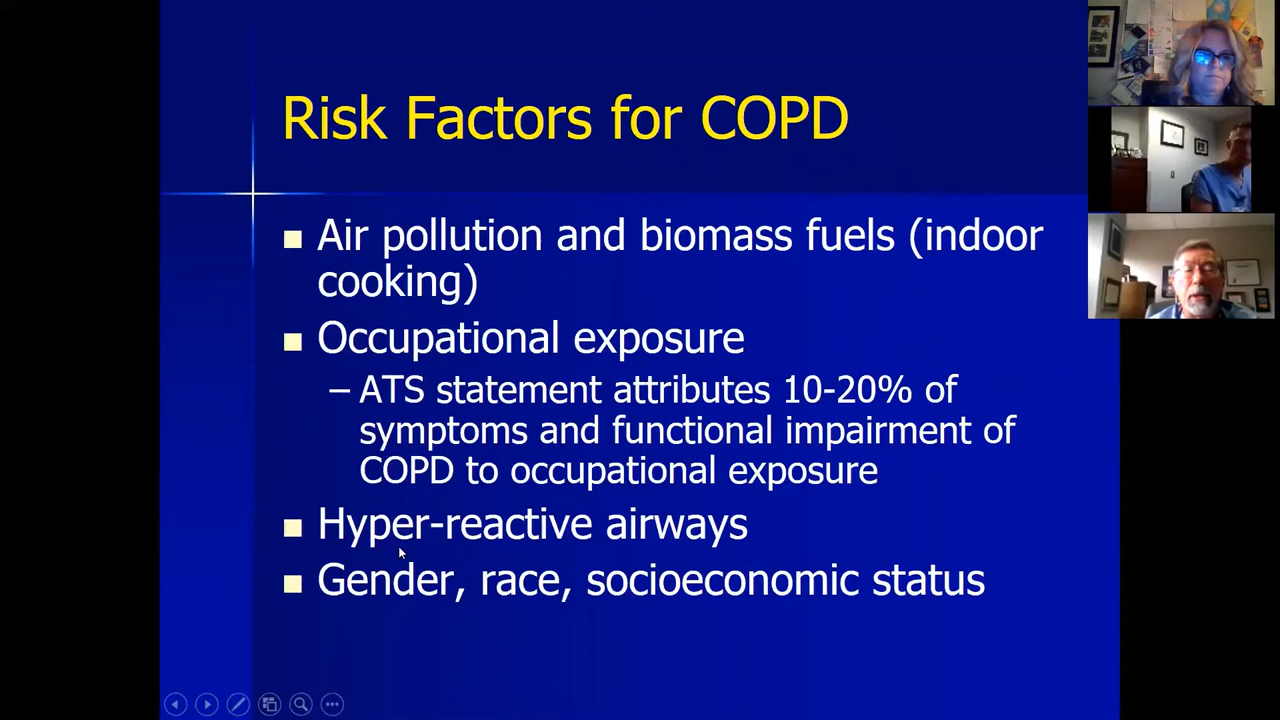 Risk Factors for COPD
Air pollution and biomass fuels (indoor
cooking)
Occupational exposure
– ATS statement attributes 10-20% of
symptoms and functional impairment of
COPD to occupational exposure
Hyper-reactive airways
Gender, race, socioeconomic status